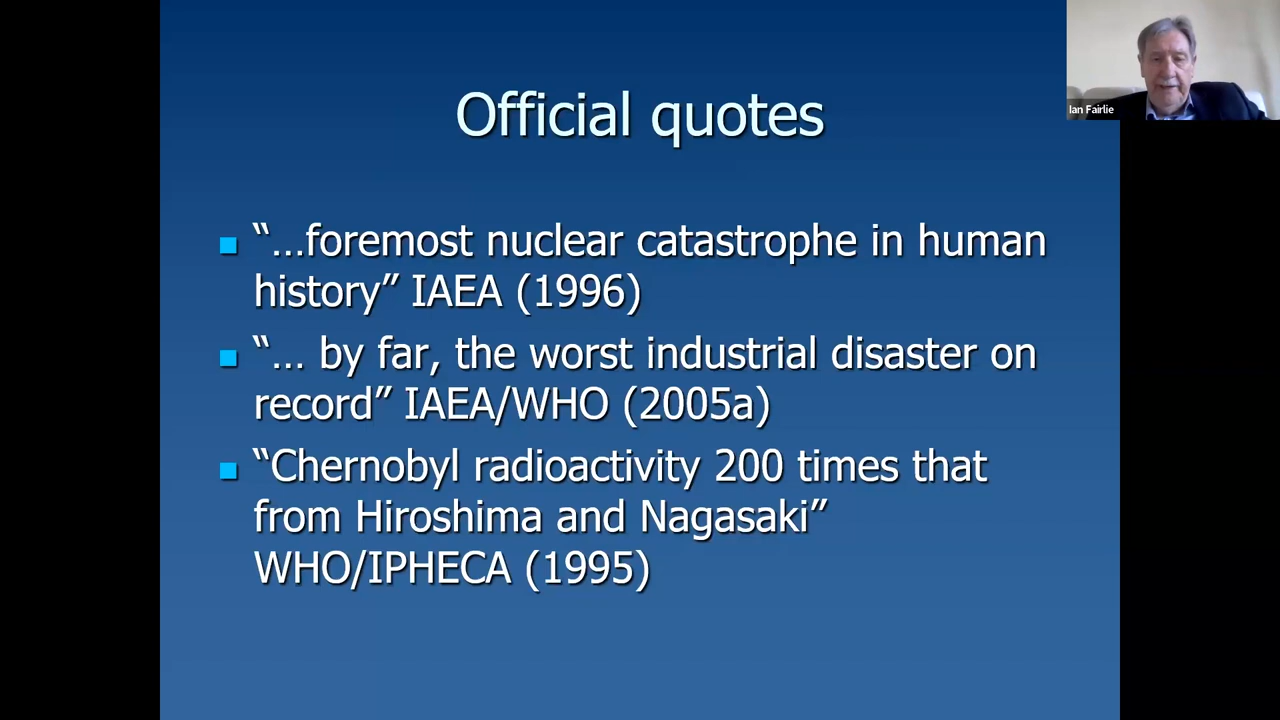 Official quotes
Ian Fairlie
“…foremost nuclear catastrophe in human
history” IAEA (1996)
“… by far, the worst industrial disaster on
record” IAEA/WHO (2005a)
“Chernobyl radioactivity 200 times that
from Hiroshima and Nagasaki”
WHO/IPHECA (1995)